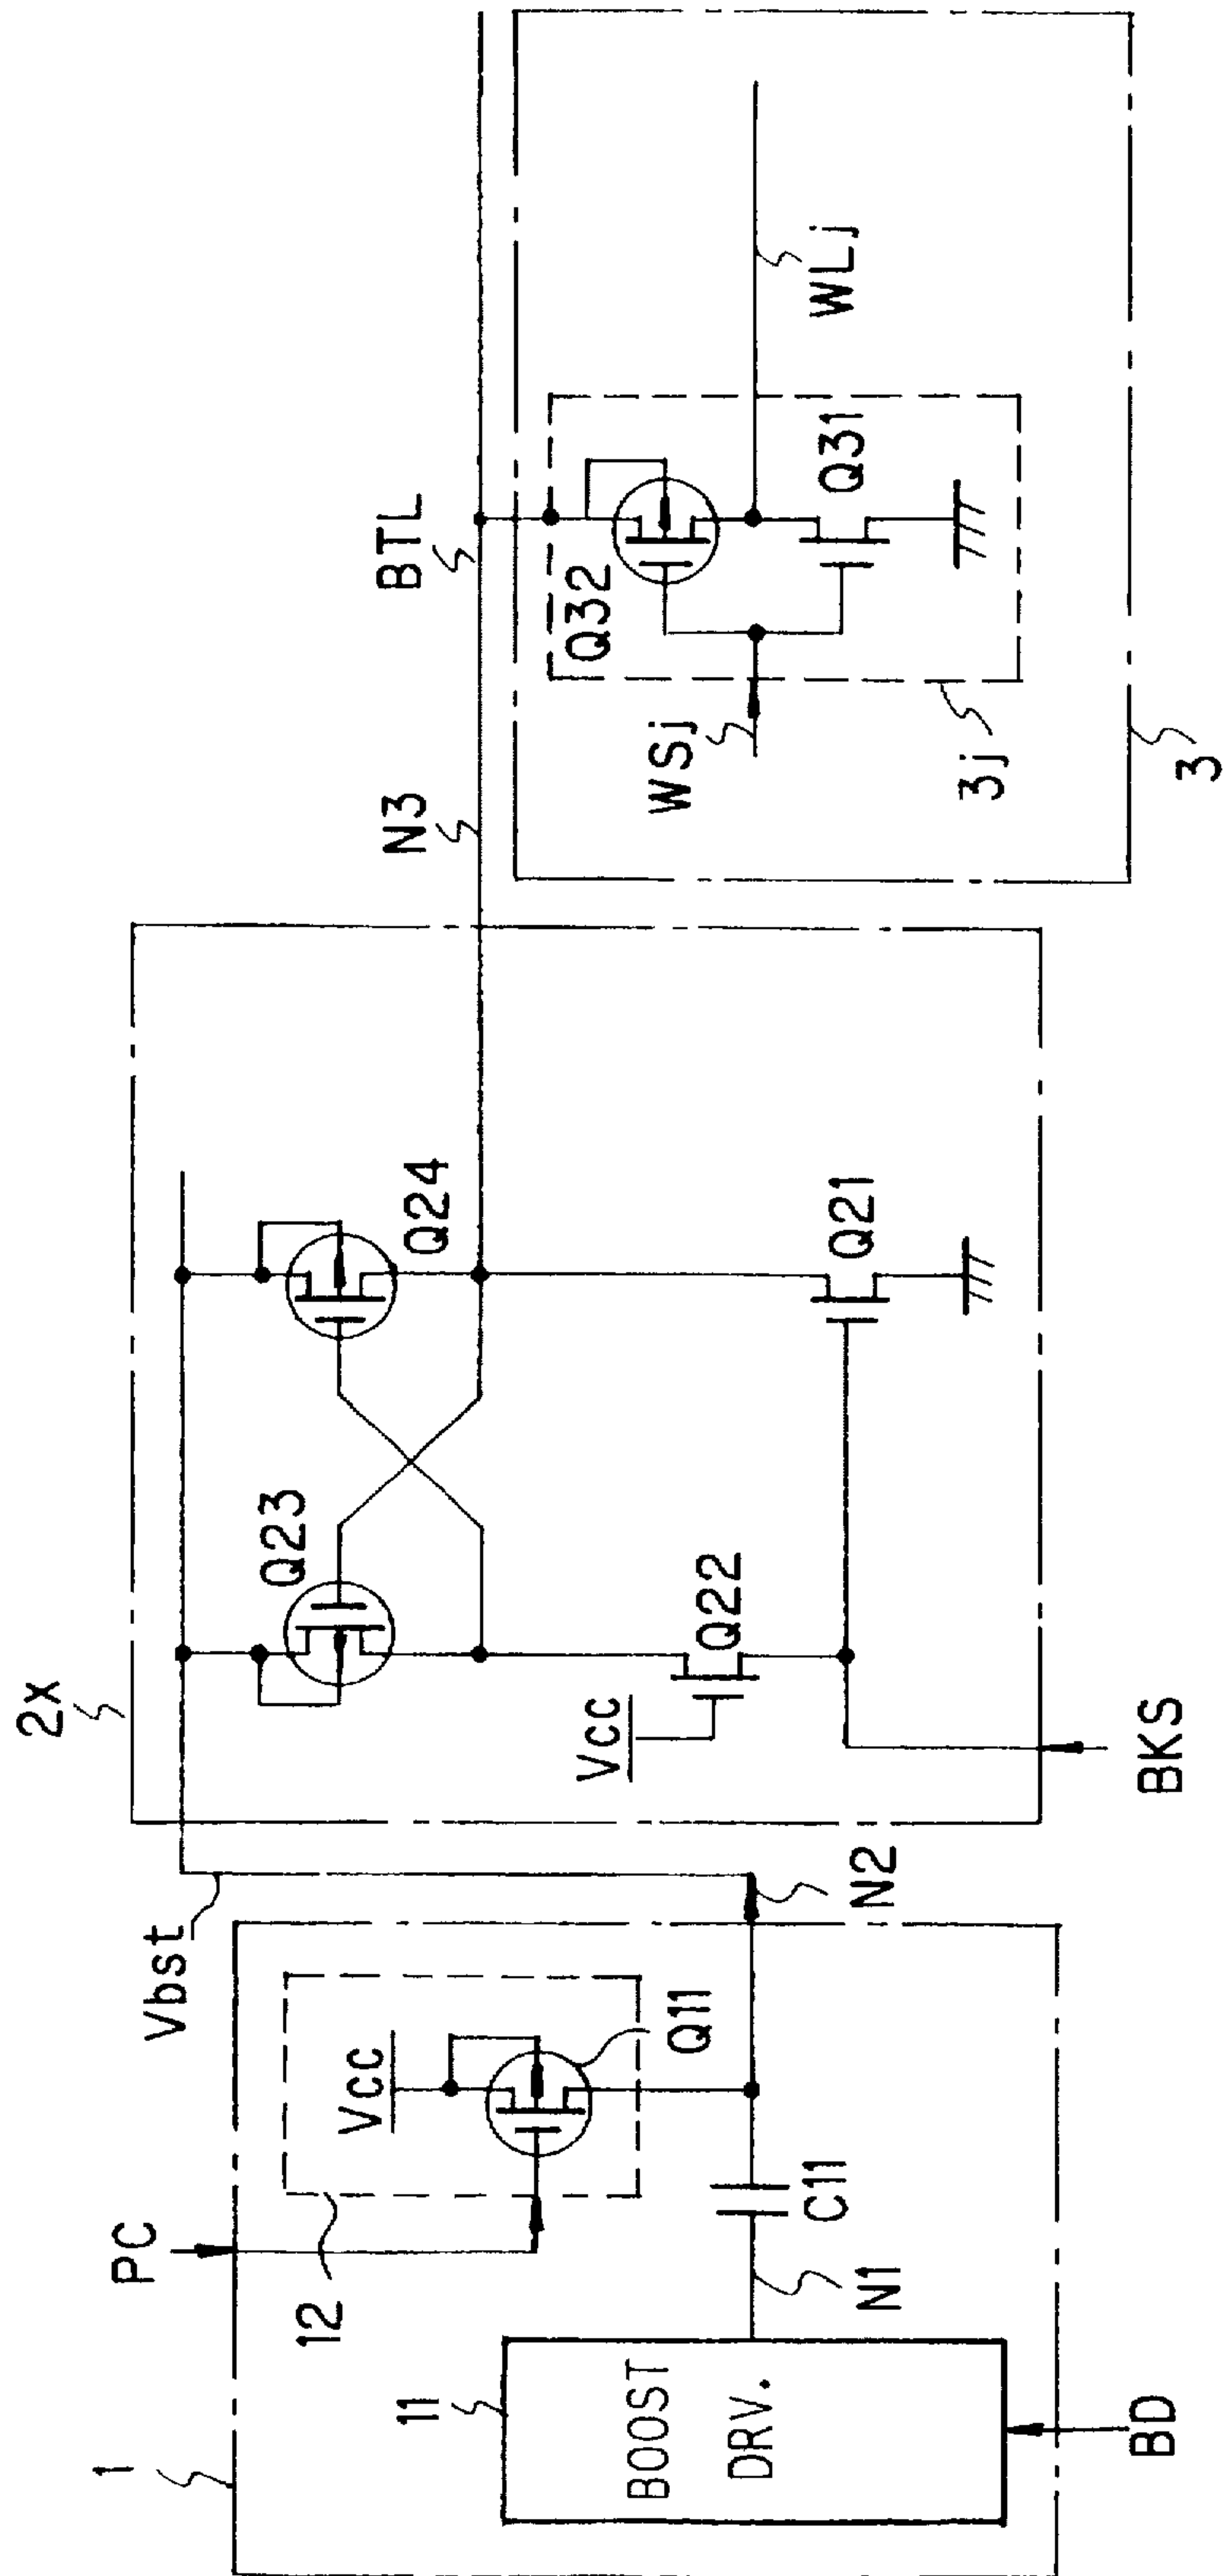 1
PC
12
Vcc
Q11
11
BOOST
DRV.
BD
N1
C11
N2
Vbst
2x
Q23
Q24
Vcc
Q22
Q21
BKS
N3
BTL
Q32
Q31
WSj
WLj
3j
3